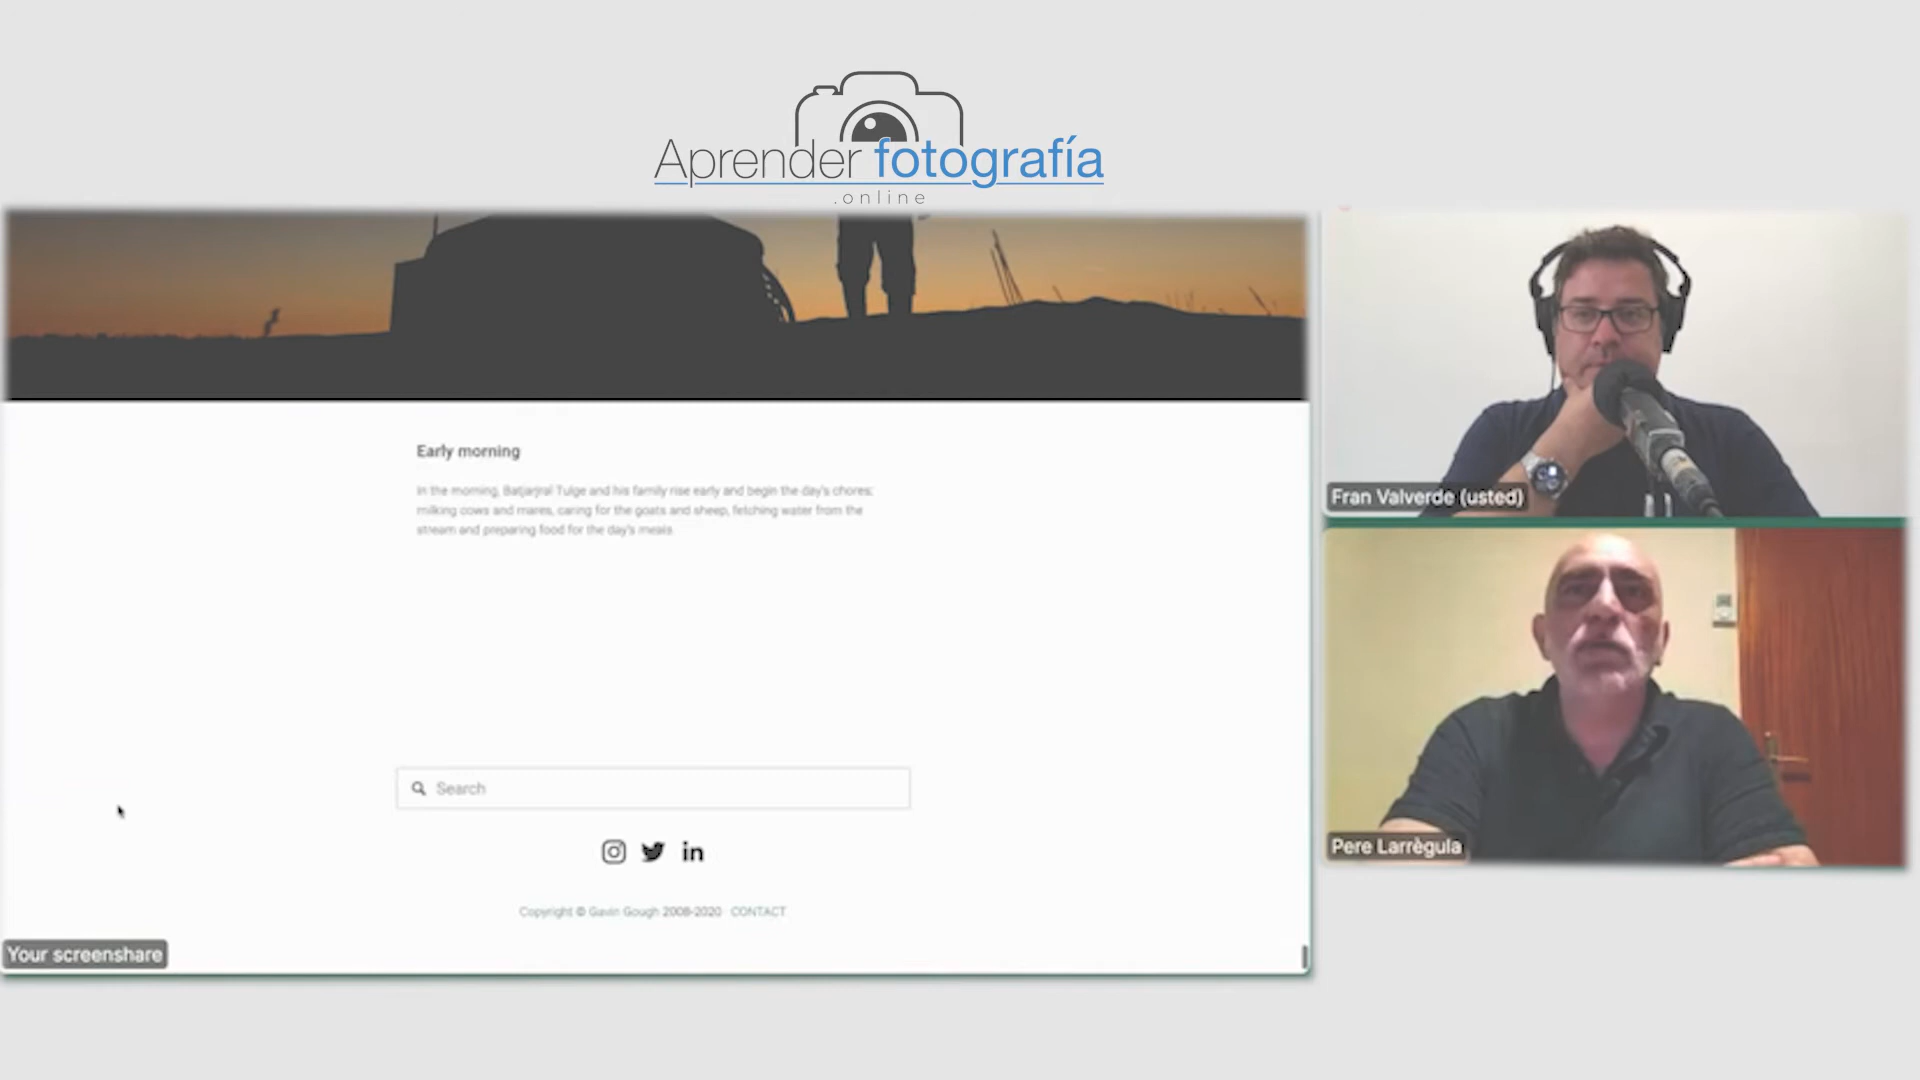 Aprender fotografía
.online
Early morning
In the morning, Batjarjral Tulge and his family rise early and begin the day's chores;
milking cows and mares, caring for the goats and sheep, fetching water from the
stream and preparing food for the day's meals.
Search
Copyright © Gavin Gough 2008-2020 CONTACT
Your screenshare
Fran Valverde (usted)
Pere Larrègula